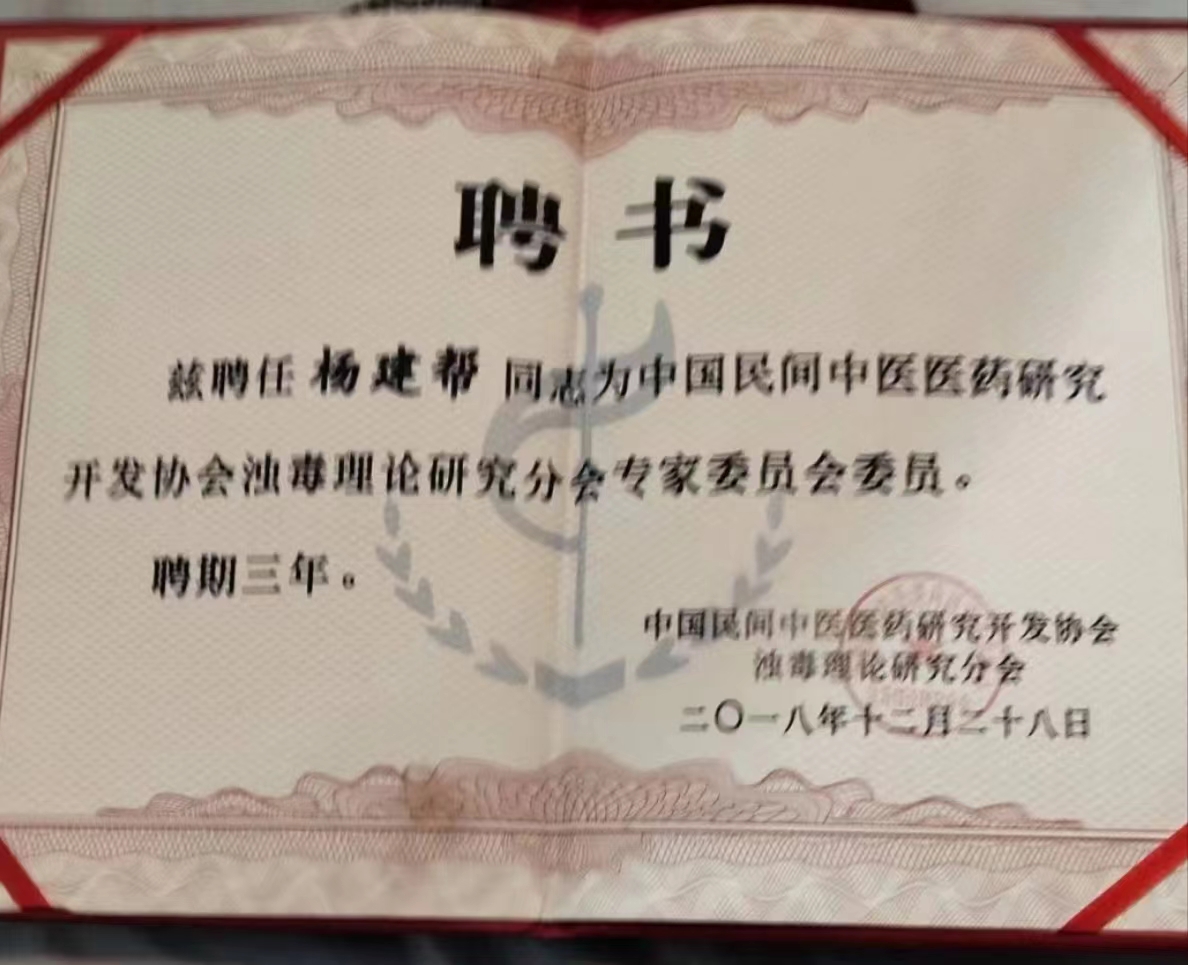 聘书
兹聘任 杨建帮 同志为中国民间中医医药研究
开发协会浊毒理论研究分会专家委员会委员。
聘期三年。
中国民间中医医药研究开发协会
浊毒理论研究分会
二〇一八年十二月二十八日